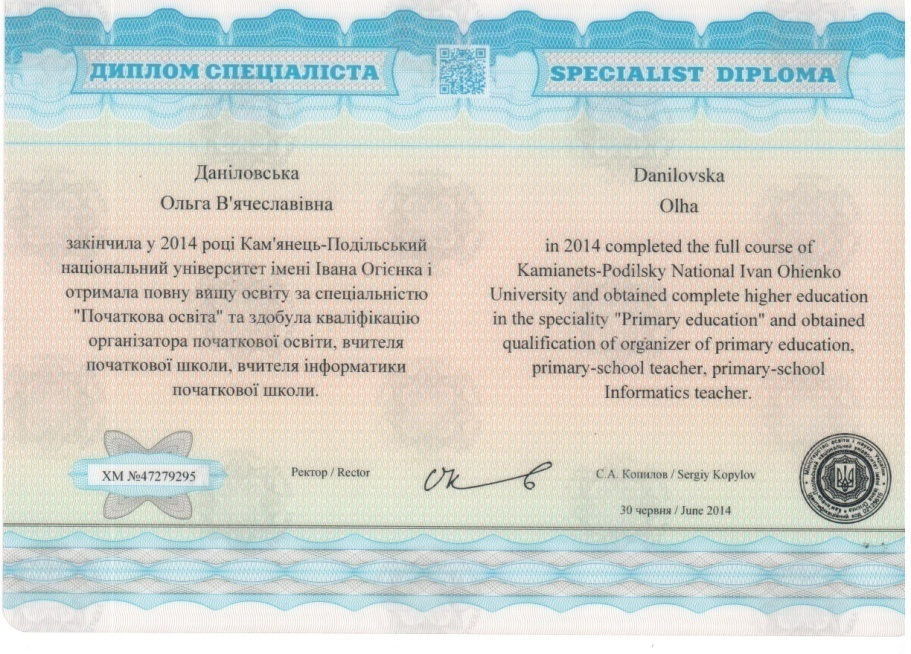 ДИПЛОМ СПЕЦІАЛІСТА
Даніловська
Ольга В'ячеславівна
закінчила у 2014 році Кам'янець-Подільський
національний університет імені Івана Огієнка і
отримала повну вищу освіту за спеціальністю
"Початкова освіта" та здобула кваліфікацію
організатора початкової освіти, вчителя
початкової школи, вчителя інформатики
початкової школи.
SPECIALIST DIPLOMA
Danilovska
Olha
in 2014 completed the full course of
Kamianets-Podilsky National Ivan Ohienko
University and obtained complete higher education
in the speciality "Primary education" and obtained
qualification of organizer of primary education,
primary-school teacher, primary-school
Informatics teacher.
ХМ №47279295
Ректор / Rector
С.А. Копилов / Sergiy Kopylov
30 червня / June 2014